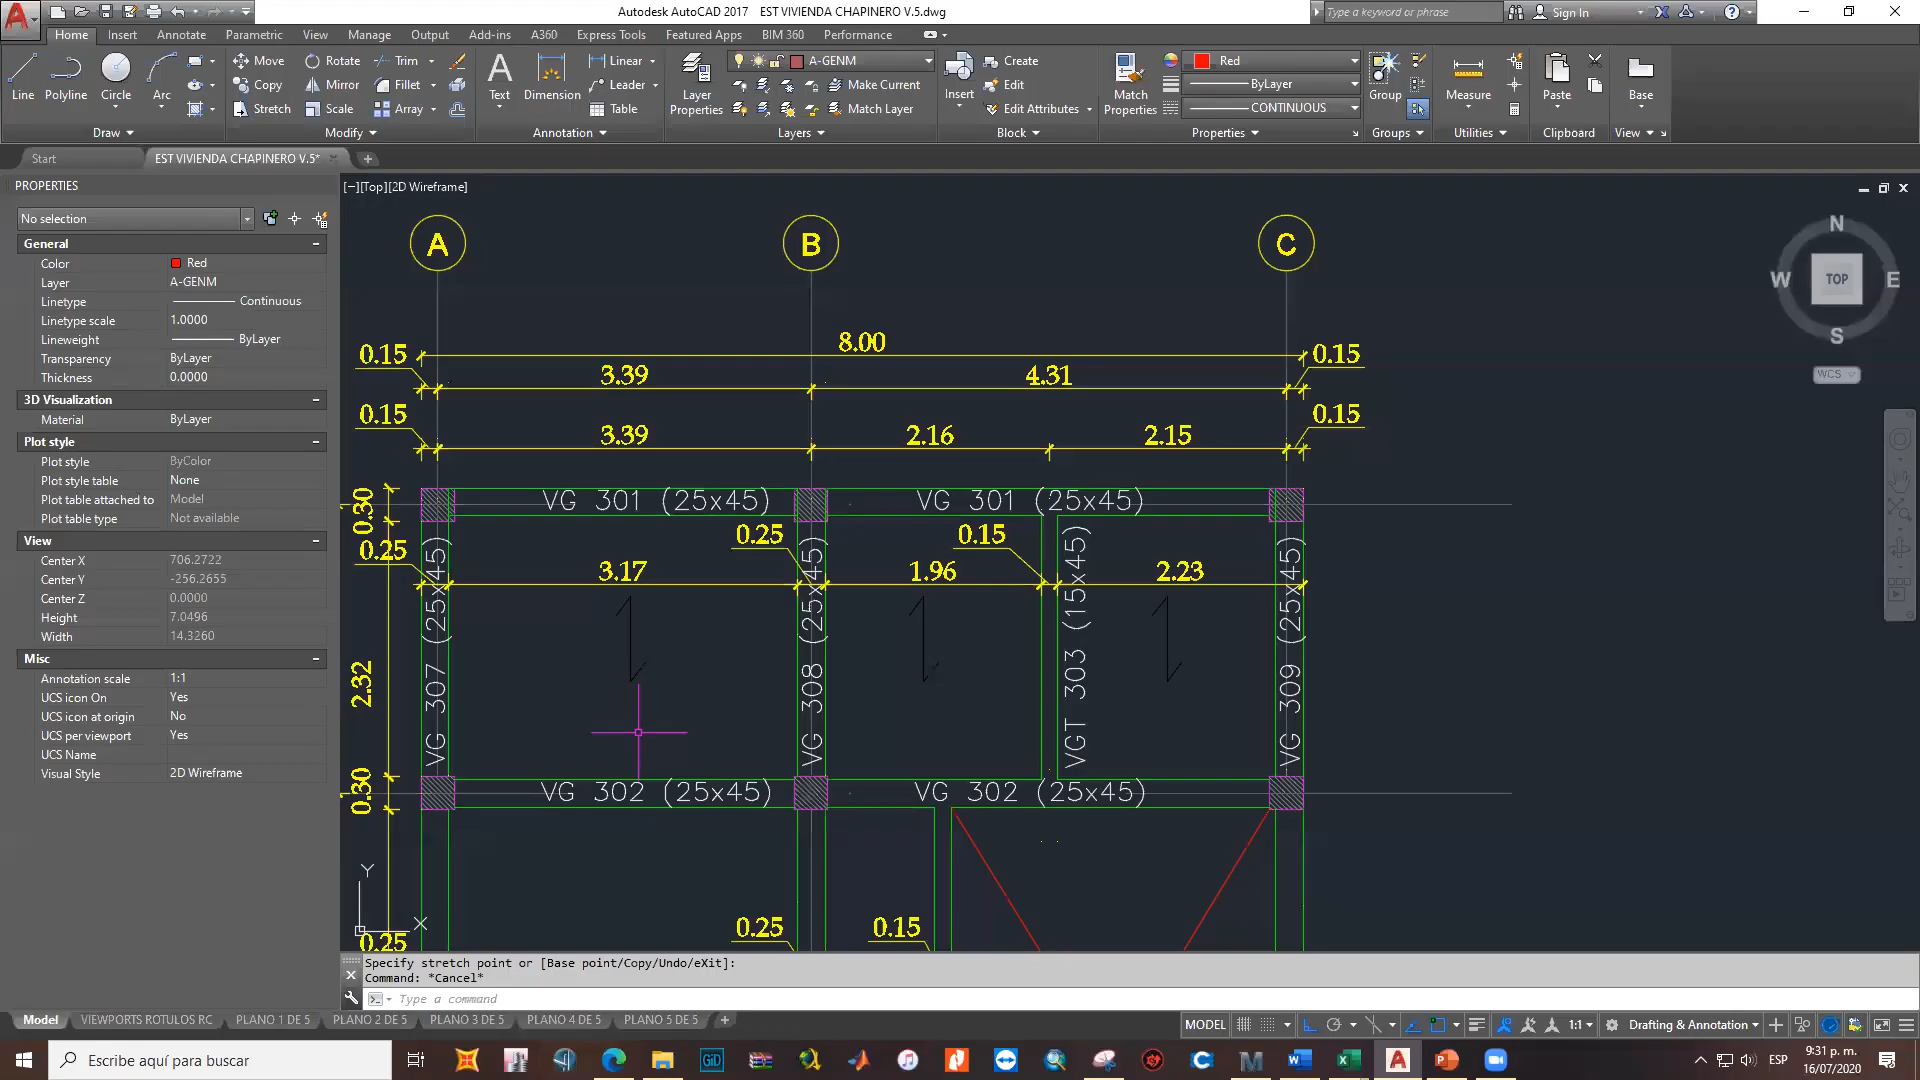 Autodesk AutoCAD 2017 EST VIVIENDA CHAPINERO V.5.dwg
Type a keyword or phrase
Sign In
Home Insert Annotate Parametric View Manage Output Add-ins A360 Express Tools Featured Apps BIM 360 Performance
Line Polyline Circle Arc
Move Rotate Trim
Copy Mirror Fillet
Stretch Scale Array
Text Dimension
Linear
Leader
Table
Layer Properties
A-GENM
Make Current
Match Layer
Insert
Create
Edit
Edit Attributes
Match Properties
Red
ByLayer
CONTINUOUS
Group Measure Paste Base
Draw Modify Annotation Layers Block Properties Groups Utilities Clipboard View
Start EST VIVIENDA CHAPINERO V.5*
PROPERTIES
No selection
General
Color Red
Layer A-GENM
Linetype Continuous
Linetype scale 1.0000
Lineweight ByLayer
Transparency ByLayer
Thickness 0.0000
3D Visualization
Material ByLayer
Plot style
Plot style ByColor
Plot style table None
Plot table attached to Model
Plot table type Not available
View
Center X 706.2722
Center Y -256.2655
Center Z 0.0000
Height 7.0496
Width 14.3260
Misc
Annotation scale 1:1
UCS icon On Yes
UCS icon at origin No
UCS per viewport Yes
UCS Name
Visual Style 2D Wireframe
[−][Top][2D Wireframe]
A B C
N
W TOP E
S
WCS
8.00
0.15 0.15
3.39 4.31
0.15 0.15
3.39 2.16 2.15
VG 301 (25x45) VG 301 (25x45)
0.30
0.25 0.25 0.15
3.17 1.96 2.23
VG 307 (25x45)
VG 308 (25x45)
VGT 303 (15x45)
VG 309 (25x45)
2.32
0.30
VG 302 (25x45) VG 302 (25x45)
Y
X
0.25 0.25 0.15
Specify stretch point or [Base point/Copy/Undo/eXit]:
Command: *Cancel*
Type a command
Model VIEWPORTS ROTULOS RC PLANO 1 DE 5 PLANO 2 DE 5 PLANO 3 DE 5 PLANO 4 DE 5 PLANO 5 DE 5
MODEL 1:1 Drafting & Annotation
Escribe aquí para buscar
GiD
ESP
9:31 p. m.
16/07/2020